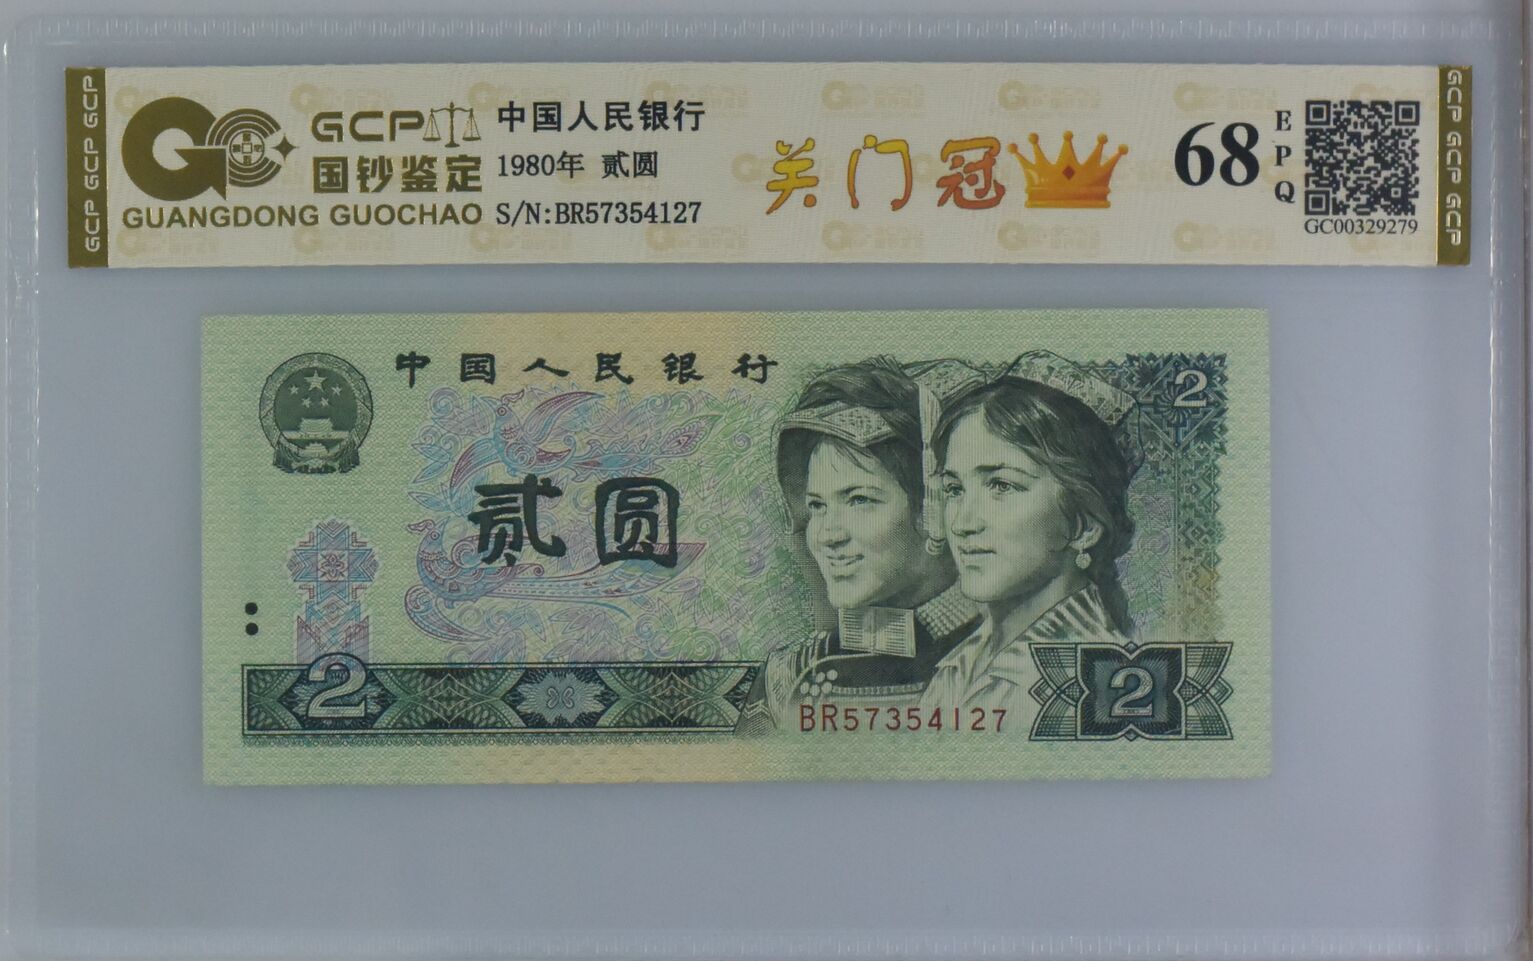 GCP GCP GCP
GCP
国钞鉴定
GUANGDONG GUOCHAO
中国人民银行
1980年 贰圆
S/N:BR57354127
关门冠
68
EPQ
GC00329279
GCP GCP GCP
中国人民银行
2
贰圆
2
BR57354127
2